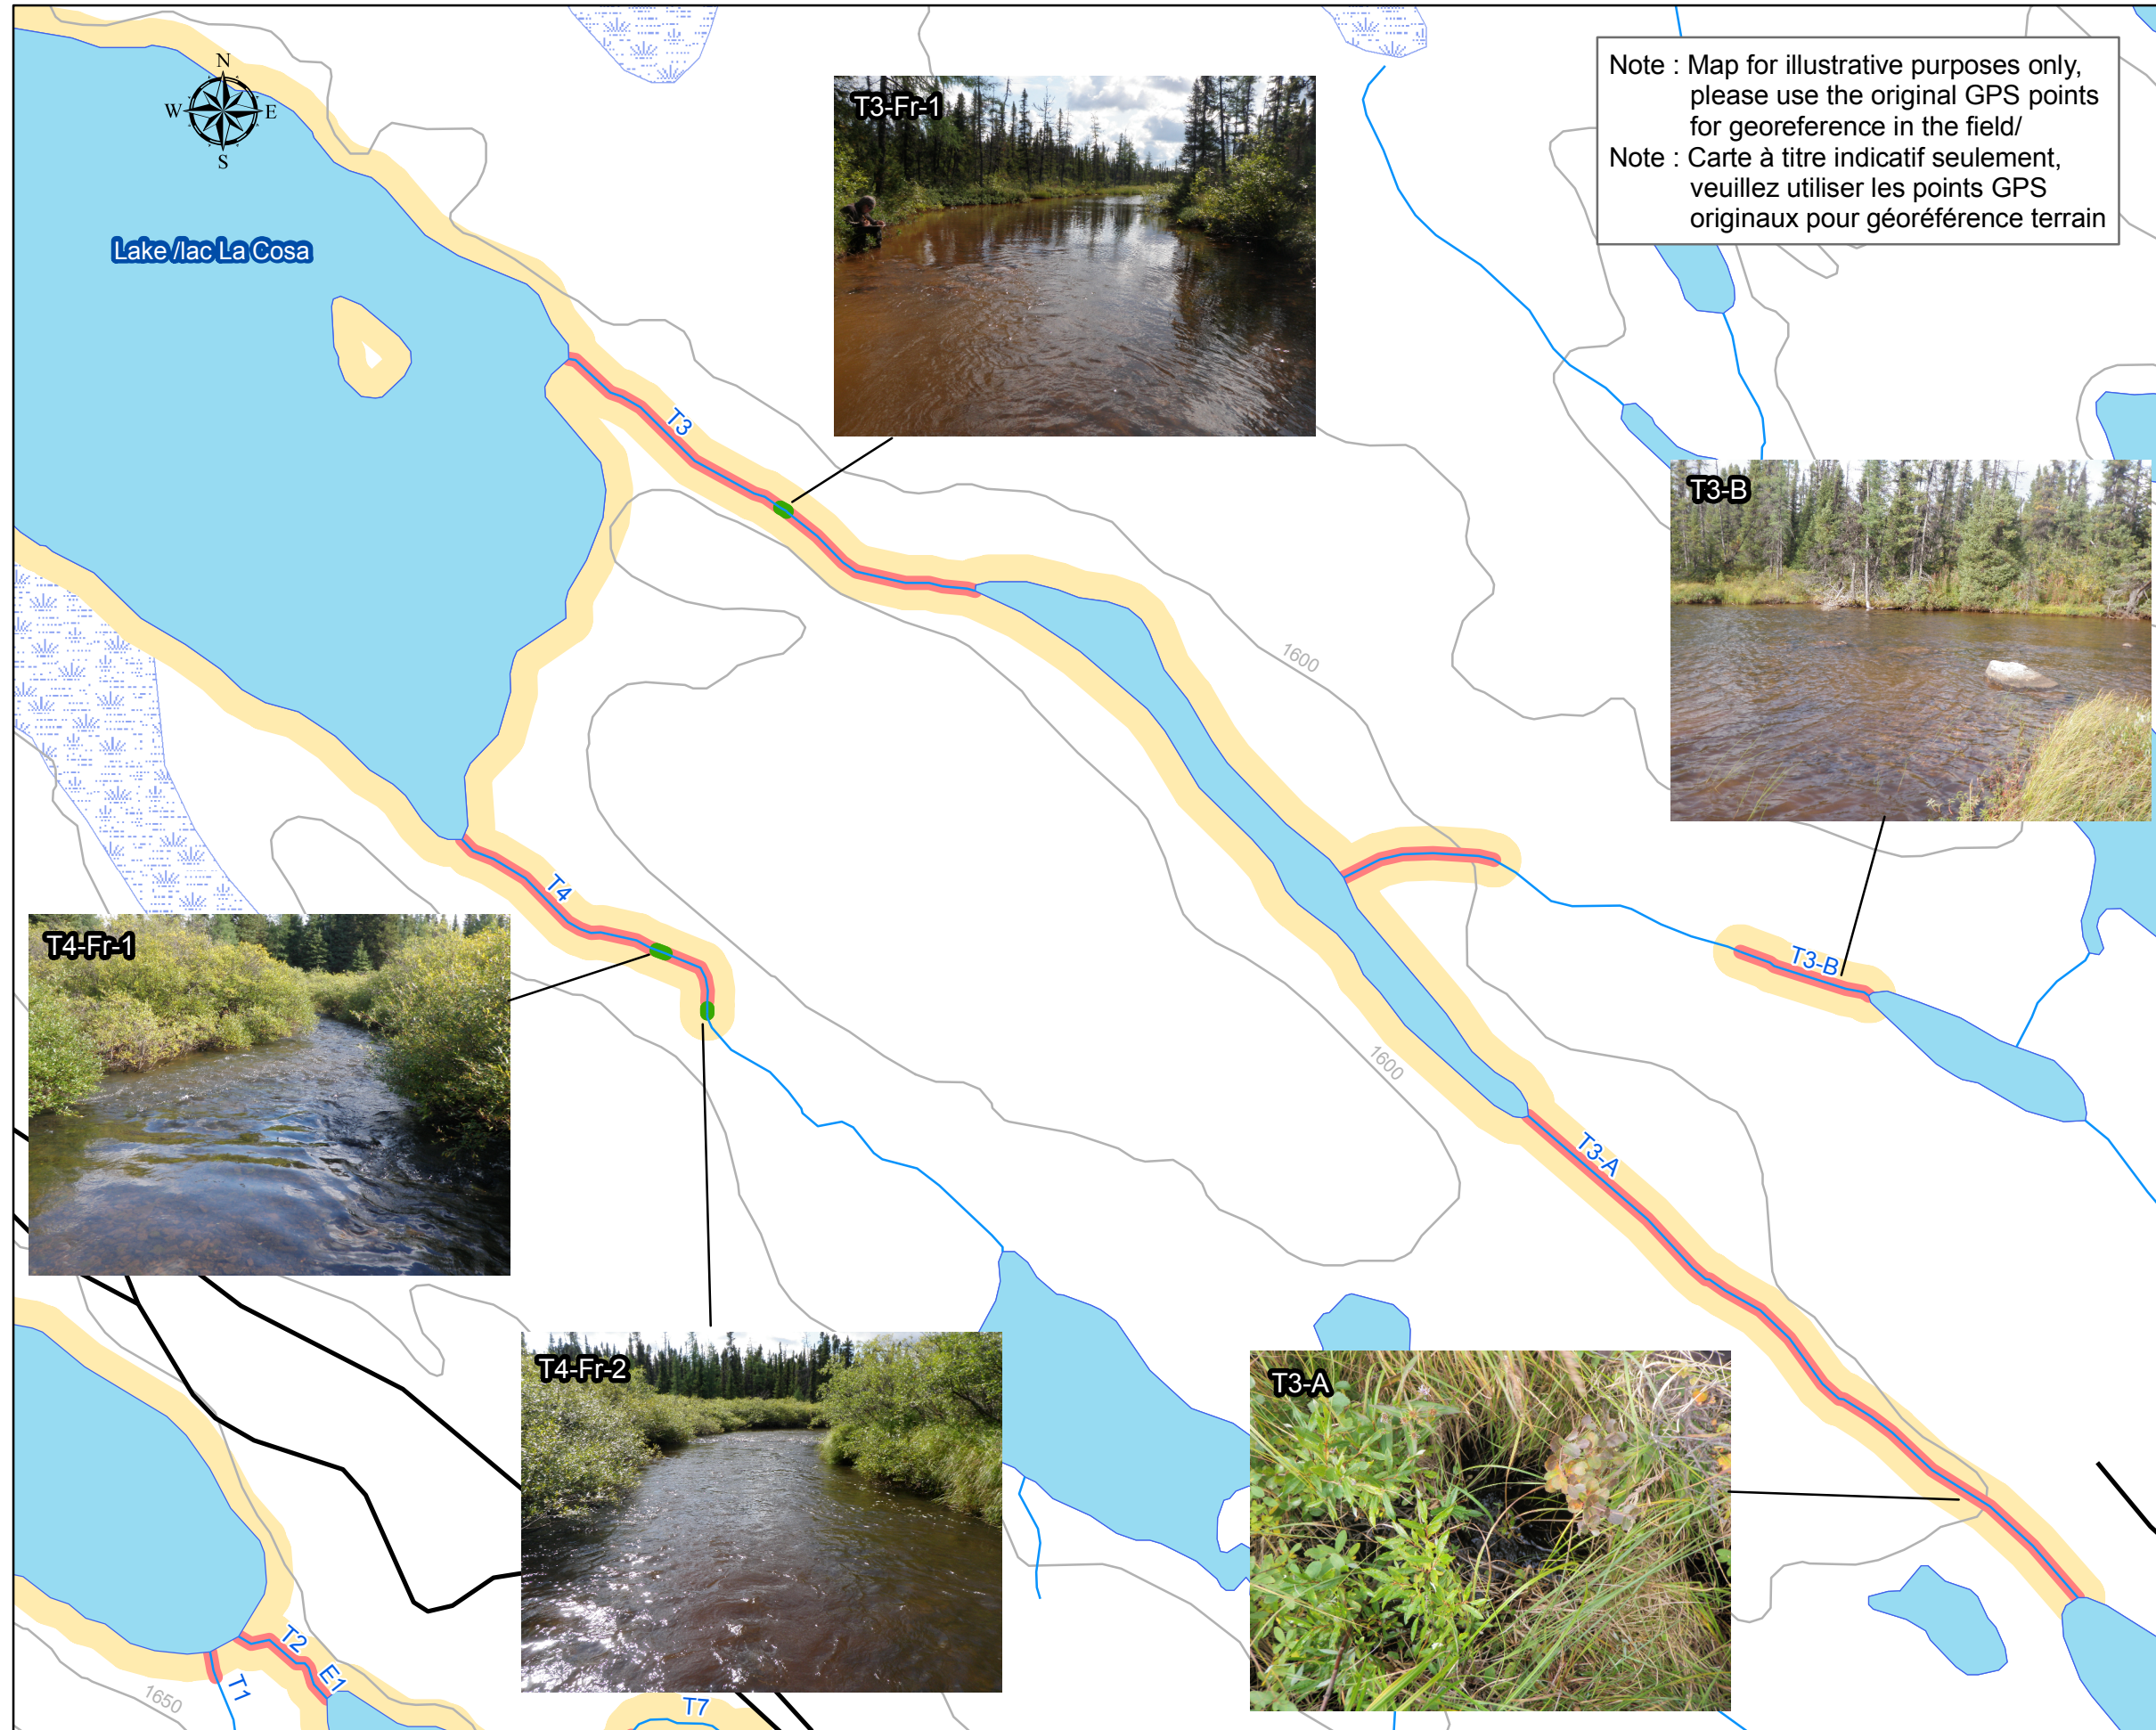 N
W
E
S
Lake /lac La Cosa
T3-Fr-1
Note : Map for illustrative purposes only,
please use the original GPS points
for georeference in the field/
Note : Carte à titre indicatif seulement,
veuillez utiliser les points GPS
originaux pour géoréférence terrain
T3
T3-B
1600
T4
T4-Fr-1
T3-B
1600
T3-A
T4-Fr-2
T3-A
T2
E1
T1
1650
T7